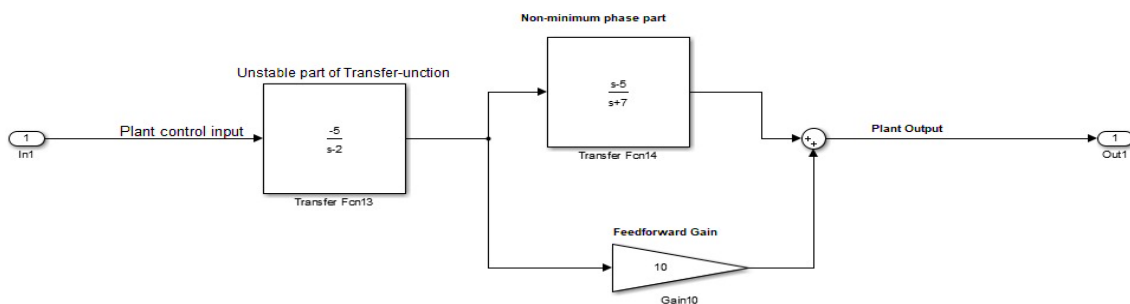 Non-minimum phase part
Unstable part of Transfer-unction
s-5
s+7
Transfer Fcn14
1
In1
Plant control input
-5
s-2
Transfer Fcn13
+
+
Plant Output
1
Out1
Feedforward Gain
10
Gain10